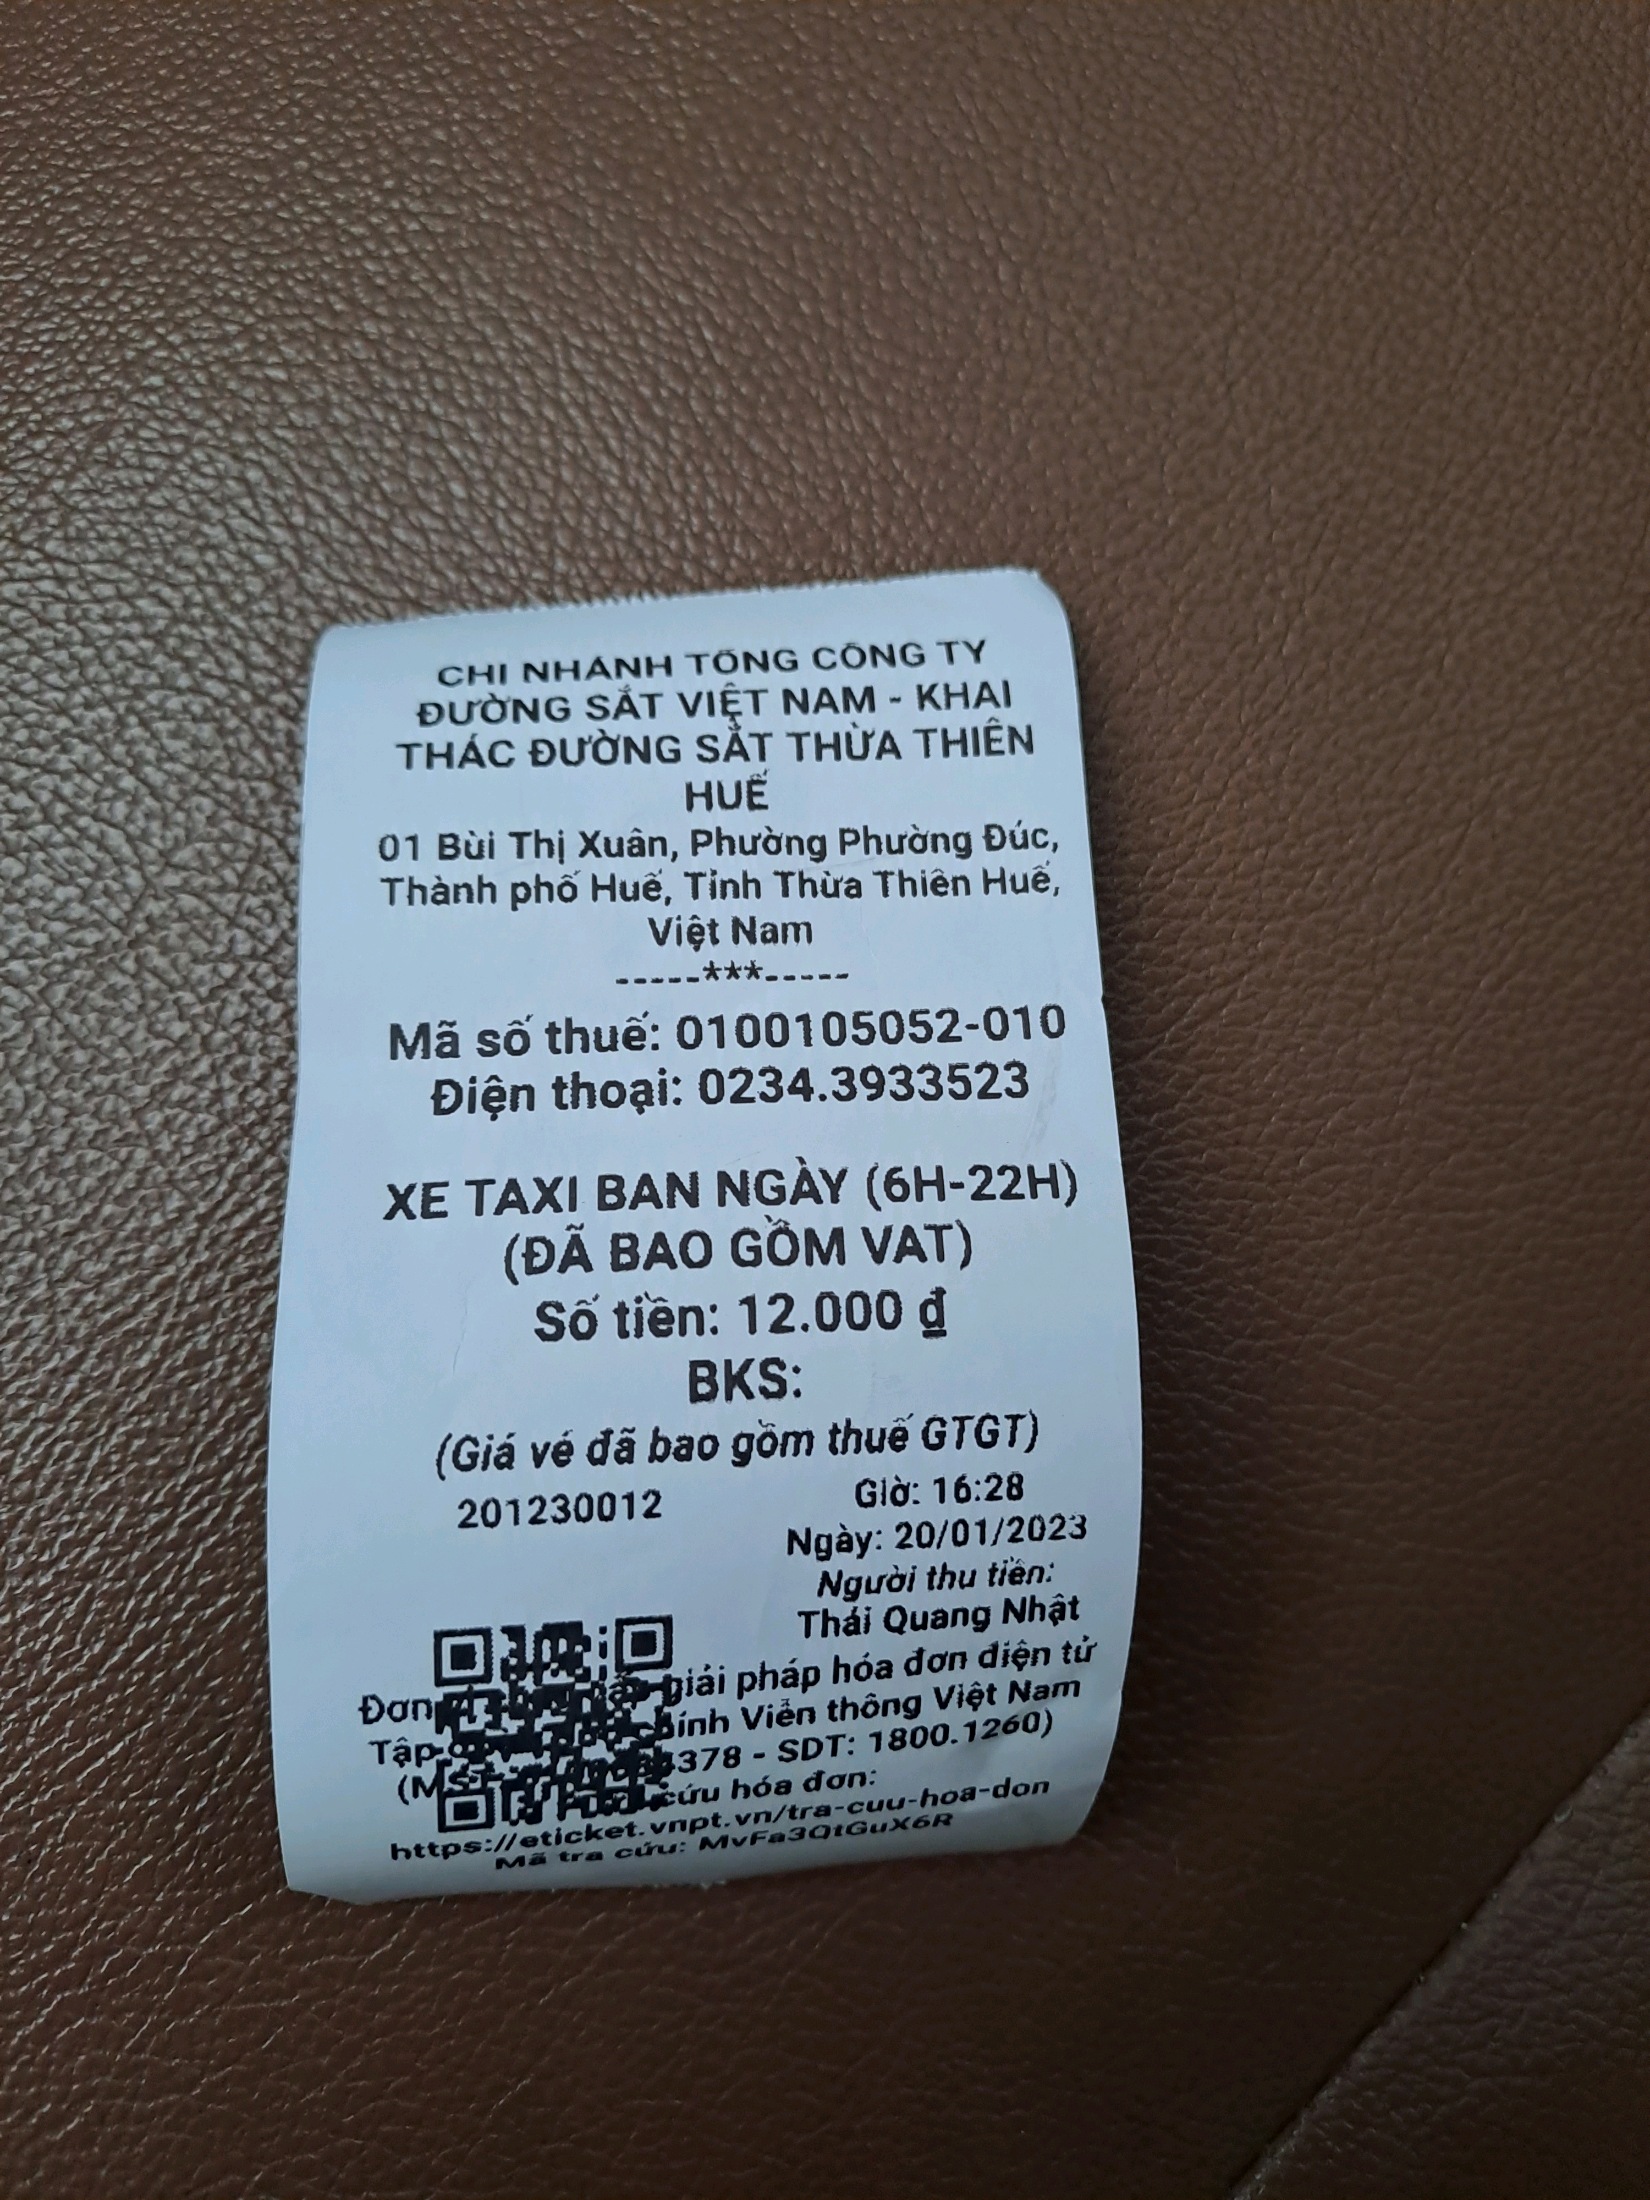 CHI NHÁNH TỔNG CÔNG TY
ĐƯỜNG SẮT VIỆT NAM - KHAI
THÁC ĐƯỜNG SẮT THỪA THIÊN
HUẾ
01 Bùi Thị Xuân, Phường Phường Đúc,
Thành phố Huế, Tỉnh Thừa Thiên Huế,
Việt Nam
-----***-----
Mã số thuế: 0100105052-010
Điện thoại: 0234.3933523
XE TAXI BAN NGÀY (6H-22H)
(ĐÃ BAO GỒM VAT)
Số tiền: 12.000 đ
BKS:
(Giá vé đã bao gồm thuế GTGT)
201230012
Giờ: 16:28
Ngày: 20/01/2023
Người thu tiền:
Thái Quang Nhật
Đơn giải pháp hóa đơn điện tử
Tập Viễn thông Việt Nam
378 - SDT: 1800.1260)
cứu hóa đơn:
https://eticket.vnpt.vn/tra-cuu-hoa-don
Mã tra cứu: MvFa3QtGuX6R